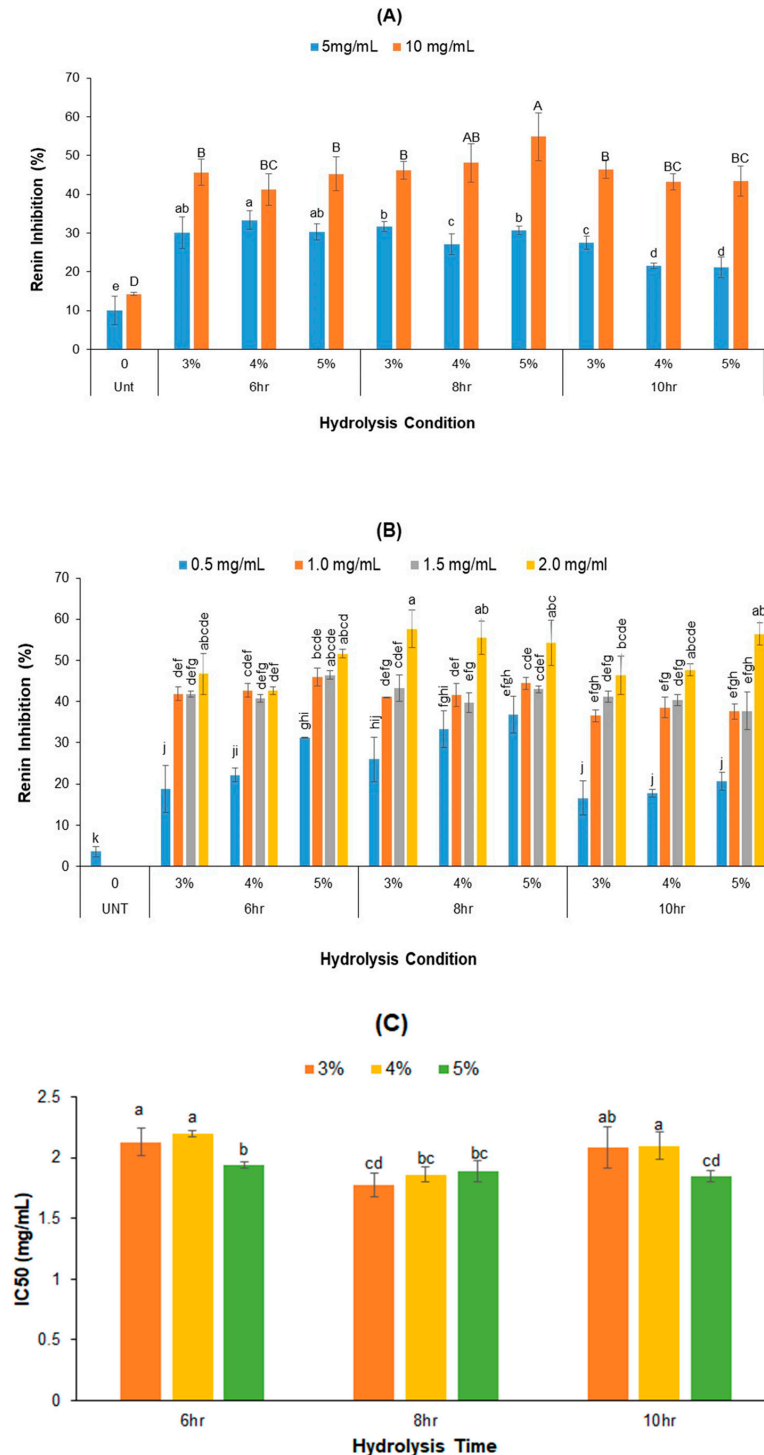 (A)
5mg/mL 10 mg/mL
Renin Inhibition (%)
70
60
50
40
30
20
10
0
e D ab B a BC ab B b B c AB b A c B d BC d BC
0 3% 4% 5% 3% 4% 5% 3% 4% 5%
Unt 6hr 8hr 10hr
Hydrolysis Condition
(B)
0.5 mg/mL 1.0 mg/mL 1.5 mg/mL 2.0 mg/ml
Renin Inhibition (%)
70
60
50
40
30
20
10
0
k j def defg abcde ji cdef defg def ghi bcde abcde abcd hij defg cdef a fghi def efg ab efgh cde cdef abc j efgh defg bcde j efg defg abcde j efgh efgh ab
0 3% 4% 5% 3% 4% 5% 3% 4% 5%
UNT 6hr 8hr 10hr
Hydrolysis Condition
(C)
3% 4% 5%
IC50 (mg/mL)
2.5
2
1.5
1
0.5
0
a a b cd bc bc ab a cd
6hr 8hr 10hr
Hydrolysis Time